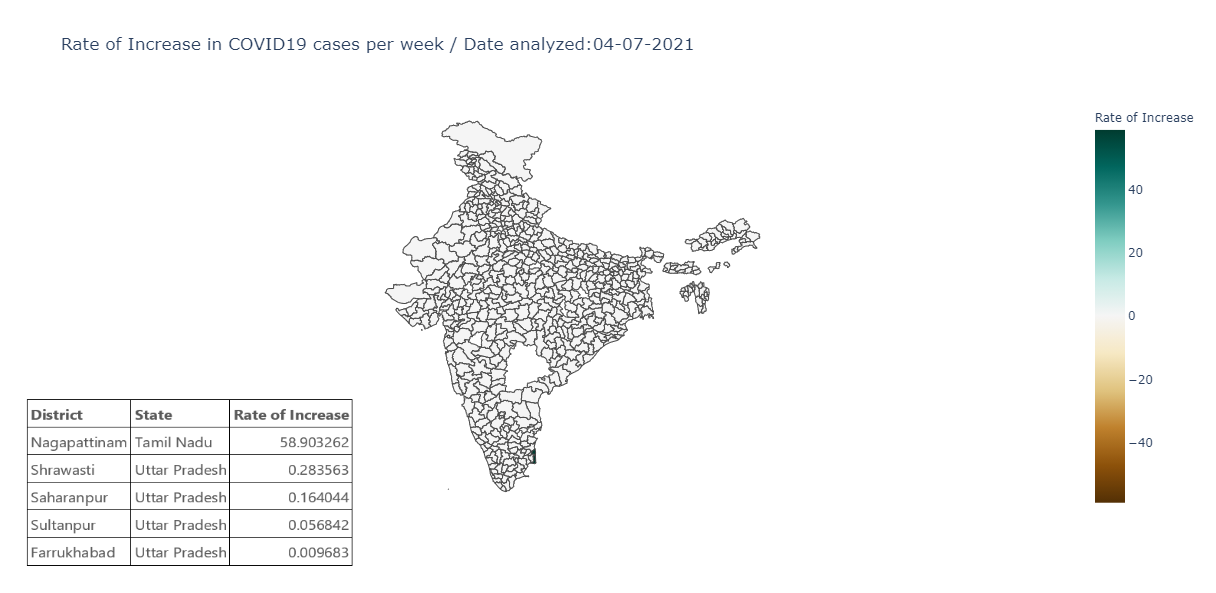 Rate of Increase in COVID19 cases per week / Date analyzed:04-07-2021
Rate of Increase
40
20
0
−20
−40
District State Rate of Increase
Nagapattinam Tamil Nadu 58.903262
Shrawasti Uttar Pradesh 0.283563
Saharanpur Uttar Pradesh 0.164044
Sultanpur Uttar Pradesh 0.056842
Farrukhabad Uttar Pradesh 0.009683